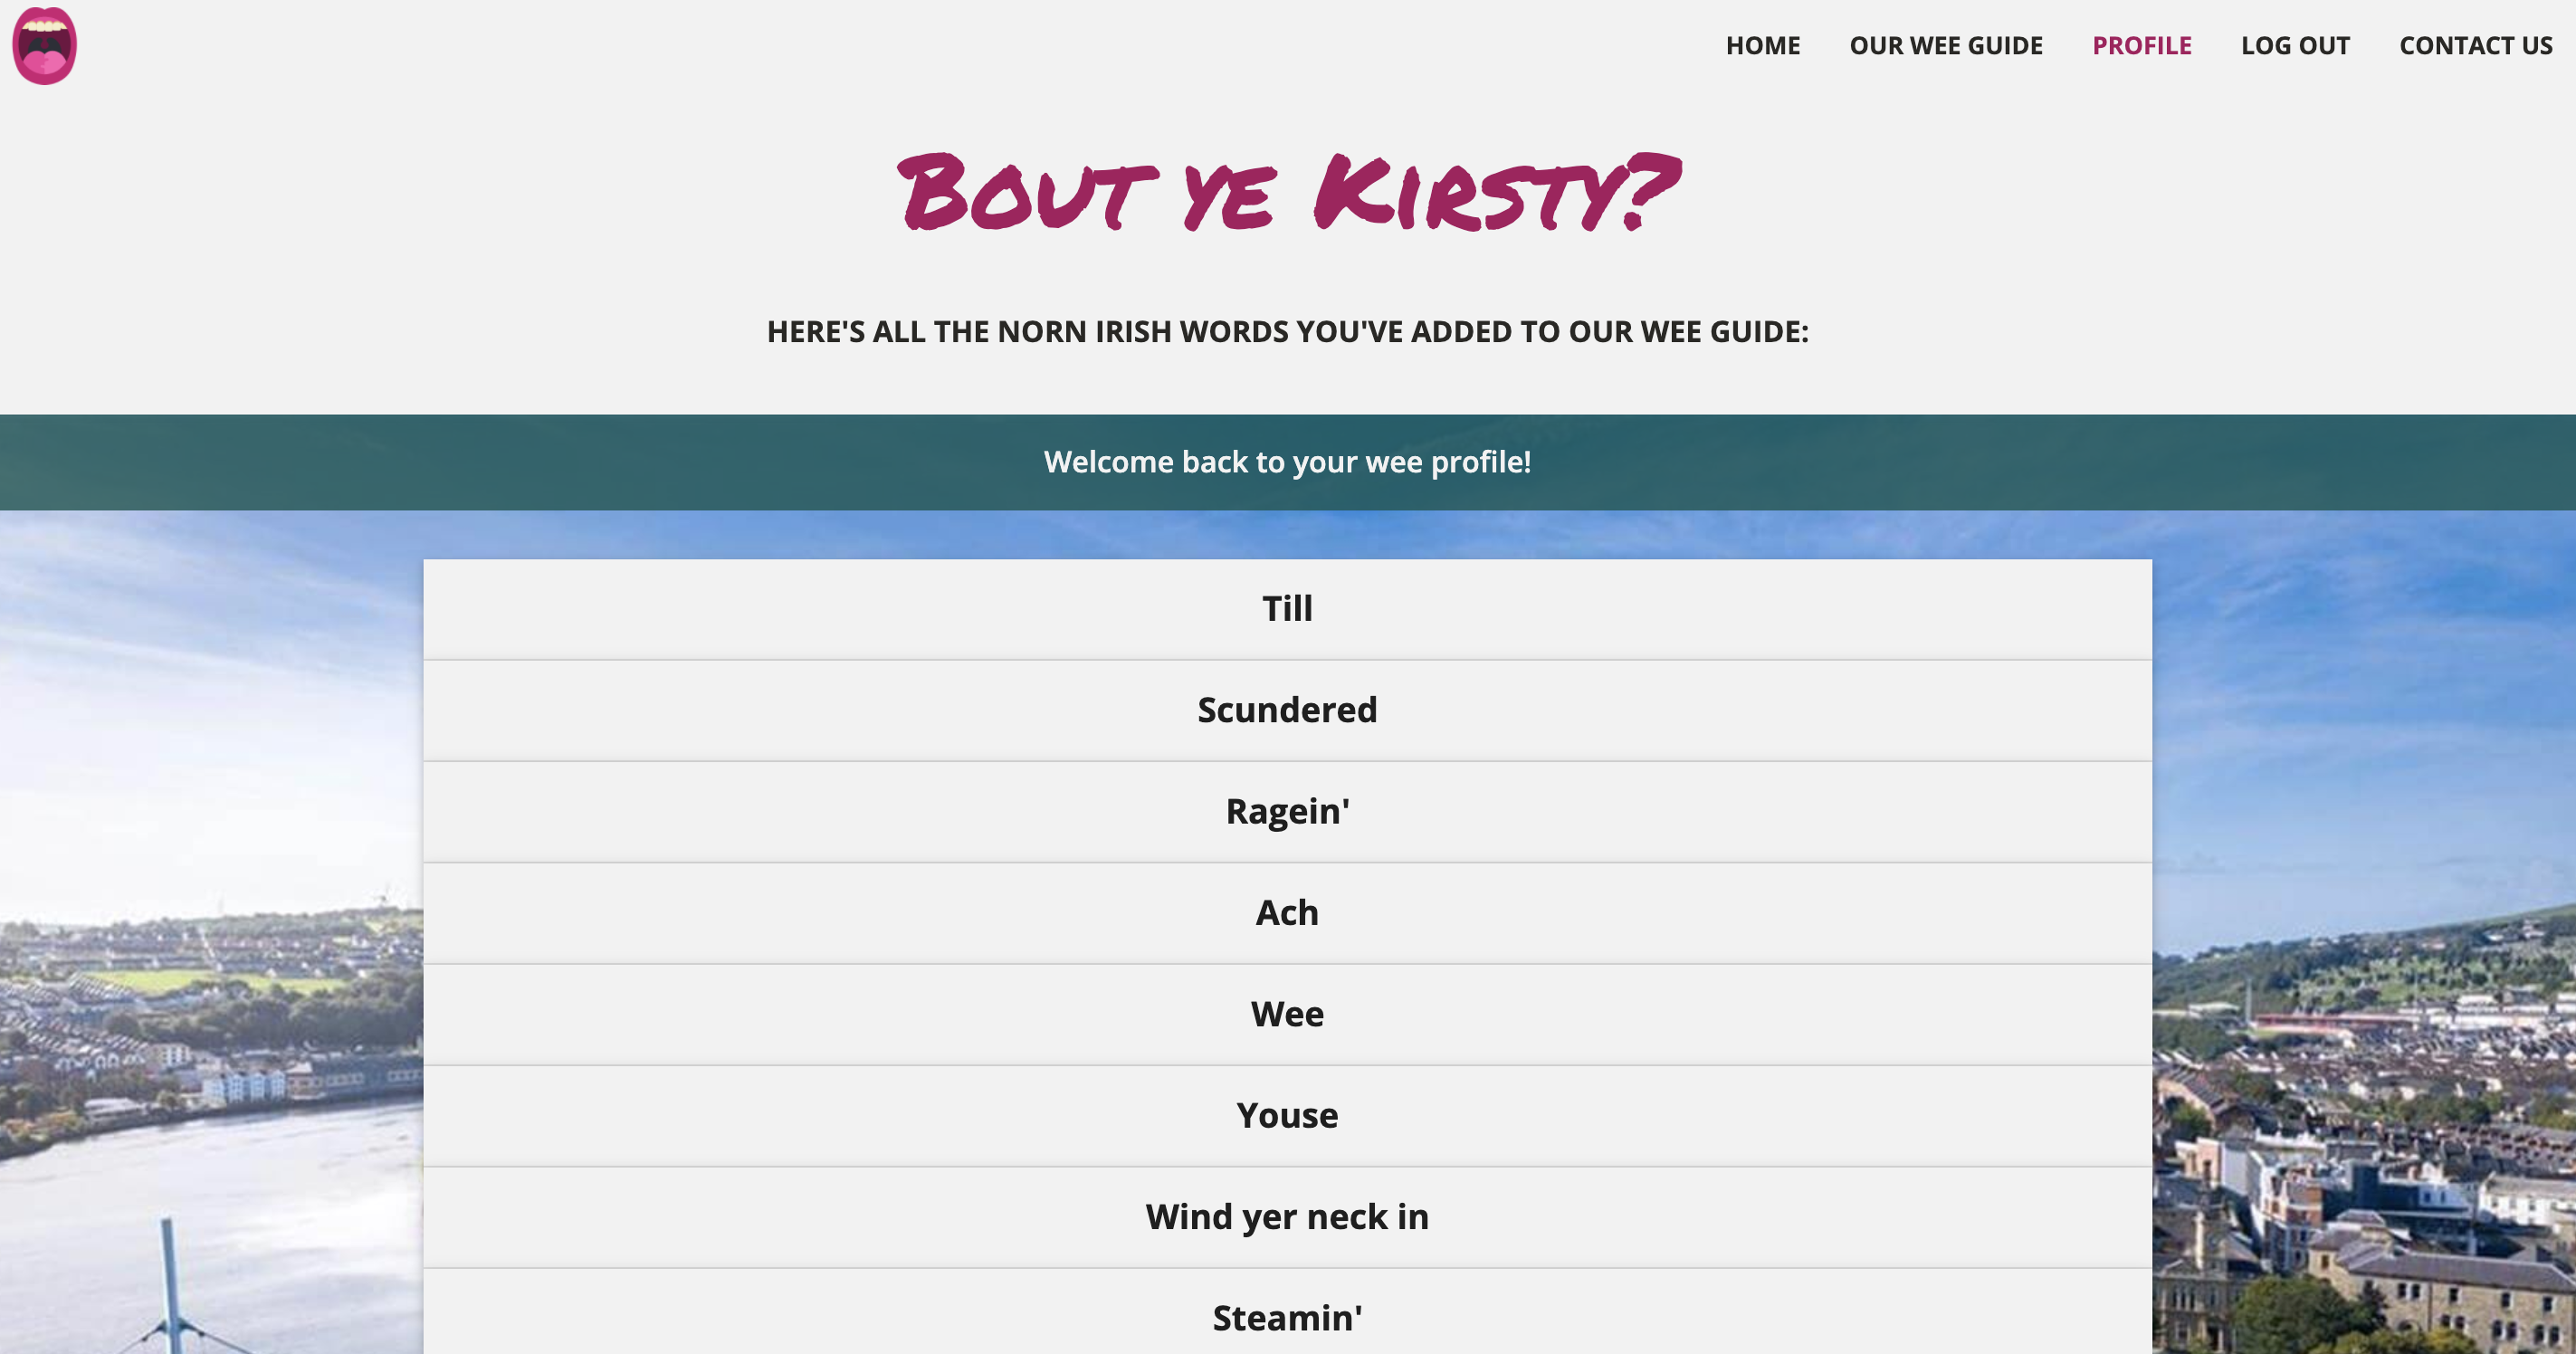 HOME
OUR WEE GUIDE
PROFILE
LOG OUT
CONTACT US
Bout ye Kirsty?
HERE'S ALL THE NORN IRISH WORDS YOU'VE ADDED TO OUR WEE GUIDE:
Welcome back to your wee profile!
Till
Scundered
Ragein'
Ach
Wee
Youse
Wind yer neck in
Steamin'